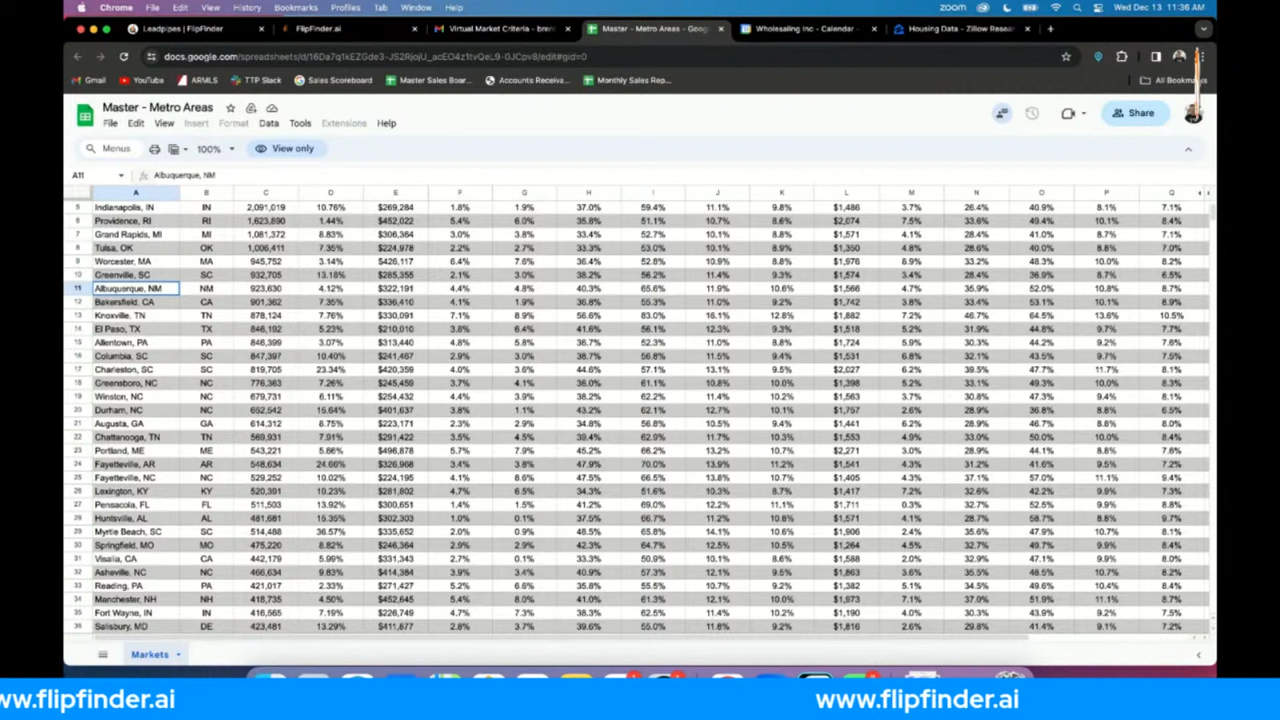 Chrome File Edit View History Bookmarks Profiles Tab Window Help zoom Wed Dec 13 11:36 AM
Leadpipes | FlipFinder FlipFinder.ai Virtual Market Criteria - bren Master - Metro Areas - Goog Wholesaling Inc - Calendar - Housing Data - Zillow Resear
docs.google.com/spreadsheets/d/16Da7q1kEZGde3-JS2RjojU_acEO4z1tvQeL9-0JCpv8/edit#gid=0
Gmail YouTube ARMLS TTP Slack Sales Scoreboard Master Sales Boar... Accounts Receiva... Monthly Sales Rep... All Bookmarks
Master - Metro Areas
File Edit View Insert Format Data Tools Extensions Help
Share
Menus 100% View only
A11 fx Albuquerque, NM
A B C D E F G H I J K L M N O P Q
5 Indianapolis, IN IN 2,091,019 10.76% $269,284 1.8% 1.9% 37.0% 59.4% 11.1% 9.8% $1,486 3.7% 26.4% 40.9% 8.1% 7.1%
6 Providence, RI RI 1,623,890 1.44% $452,022 5.4% 6.0% 35.8% 51.1% 10.7% 8.6% $2,074 7.5% 33.6% 49.4% 10.1% 8.4%
7 Grand Rapids, MI MI 1,081,372 8.83% $306,364 3.0% 3.8% 33.4% 52.7% 10.1% 8.8% $1,571 4.1% 28.4% 41.0% 8.7% 7.1%
8 Tulsa, OK OK 1,006,411 7.35% $224,978 2.2% 2.7% 33.3% 53.0% 10.1% 8.9% $1,350 4.8% 28.6% 40.0% 8.8% 7.0%
9 Worcester, MA MA 945,752 3.14% $426,117 6.4% 7.6% 35.4% 52.3% 10.9% 8.8% $1,976 8.9% 33.2% 48.3% 10.0% 8.2%
10 Greenville, SC SC 932,705 13.18% $285,355 2.1% 3.0% 38.2% 56.2% 11.4% 9.3% $1,574 3.4% 28.4% 36.9% 8.7% 6.5%
11 Albuquerque, NM NM 923,630 4.12% $322,191 4.4% 4.8% 40.3% 65.6% 11.9% 10.6% $1,566 4.7% 35.9% 52.0% 10.8% 8.7%
12 Bakersfield, CA CA 901,362 7.35% $336,410 4.1% 1.9% 36.8% 55.3% 11.0% 9.2% $1,742 3.8% 33.4% 53.1% 10.1% 8.9%
13 Knoxville, TN TN 878,124 7.76% $330,091 7.1% 8.9% 56.6% 83.0% 16.1% 12.8% $1,882 7.2% 46.7% 64.5% 13.6% 10.5%
14 El Paso, TX TX 846,192 5.23% $210,010 3.8% 6.4% 41.6% 56.1% 12.3% 9.3% $1,518 5.2% 31.9% 44.8% 9.7% 7.7%
15 Allentown, PA PA 846,399 3.07% $313,440 4.8% 5.8% 36.7% 52.3% 11.0% 8.8% $1,724 5.9% 30.3% 44.2% 9.2% 7.6%
16 Columbia, SC SC 847,397 10.40% $241,467 2.9% 3.0% 38.2% 56.8% 11.5% 9.4% $1,531 6.8% 32.1% 43.5% 9.7% 7.5%
17 Charleston, SC SC 819,705 23.34% $420,359 4.0% 3.6% 44.6% 57.1% 13.1% 9.5% $2,027 6.2% 39.5% 47.7% 11.7% 8.1%
18 Greensboro, NC NC 776,363 7.26% $245,459 3.7% 4.1% 36.0% 61.1% 10.8% 10.0% $1,398 5.2% 33.1% 49.3% 10.0% 8.3%
19 Winston, NC NC 679,731 6.11% $254,432 4.4% 3.9% 38.2% 62.2% 11.4% 10.2% $1,563 3.7% 30.8% 47.3% 9.4% 8.1%
20 Durham, NC NC 652,542 15.64% $401,637 3.8% 1.1% 43.2% 62.1% 12.7% 10.1% $1,757 2.6% 28.9% 36.8% 8.8% 6.5%
21 Augusta, GA GA 614,312 8.75% $223,171 2.3% 2.9% 34.8% 56.8% 10.5% 9.4% $1,441 6.2% 28.9% 46.7% 8.8% 8.0%
22 Chattanooga, TN TN 569,931 7.91% $291,422 3.5% 4.5% 39.4% 62.9% 11.7% 10.3% $1,553 4.9% 33.0% 50.0% 10.0% 8.4%
23 Portland, ME ME 543,221 5.66% $496,878 5.7% 7.9% 45.2% 66.2% 13.2% 10.7% $2,271 3.0% 28.9% 44.1% 8.9% 7.6%
24 Fayetteville, AR AR 548,634 24.66% $326,968 3.4% 3.8% 47.9% 70.0% 13.9% 11.2% $1,541 4.3% 31.2% 41.6% 9.5% 7.2%
25 Fayetteville, NC NC 529,252 10.02% $224,195 4.1% 8.6% 47.5% 66.5% 13.8% 10.7% $1,405 4.3% 37.1% 57.0% 11.1% 9.4%
26 Lexington, KY KY 520,391 10.23% $281,802 4.7% 6.5% 34.3% 51.6% 10.3% 8.7% $1,417 7.2% 32.6% 42.2% 9.9% 7.3%
27 Pensacola, FL FL 511,503 13.92% $300,651 1.4% 1.5% 41.2% 69.0% 12.2% 11.1% $1,711 0.3% 32.7% 52.5% 9.9% 8.8%
28 Huntsville, AL AL 481,681 15.35% $302,303 1.0% 0.1% 37.5% 66.7% 11.2% 10.8% $1,571 4.1% 28.7% 58.7% 8.8% 9.7%
29 Myrtle Beach, SC SC 514,488 36.57% $335,652 2.0% 0.9% 48.5% 65.8% 14.1% 10.6% $1,906 2.4% 35.6% 47.9% 10.7% 8.1%
30 Springfield, MO MO 475,220 8.82% $246,364 2.9% 2.9% 42.3% 64.7% 12.5% 10.5% $1,264 4.5% 32.7% 49.7% 9.9% 8.4%
31 Visalia, CA CA 442,179 5.99% $331,343 2.7% 0.1% 33.3% 50.9% 10.1% 8.6% $1,588 2.0% 32.9% 47.1% 9.9% 8.0%
32 Asheville, NC NC 466,634 9.83% $414,384 3.9% 3.4% 40.9% 57.3% 12.1% 9.5% $1,863 3.5% 35.5% 48.5% 10.7% 8.2%
33 Reading, PA PA 421,017 2.33% $427,271 5.2% 6.6% 35.8% 55.5% 10.7% 9.2% $1,382 5.1% 34.5% 49.6% 10.4% 8.4%
34 Manchester, NH NH 418,735 4.50% $452,645 5.4% 8.0% 41.0% 61.3% 12.1% 10.0% $1,978 7.1% 37.0% 51.9% 11.1% 8.7%
35 Fort Wayne, IN IN 416,565 7.19% $226,749 4.7% 7.3% 38.3% 62.5% 11.4% 10.2% $1,190 4.0% 30.3% 43.9% 9.2% 7.5%
36 Salisbury, MD DE 423,481 13.29% $411,877 2.8% 3.7% 39.6% 55.0% 11.8% 9.2% $1,816 2.6% 29.8% 41.4% 9.1% 7.2%
Markets
ww.flipfinder.ai www.flipfinder.ai